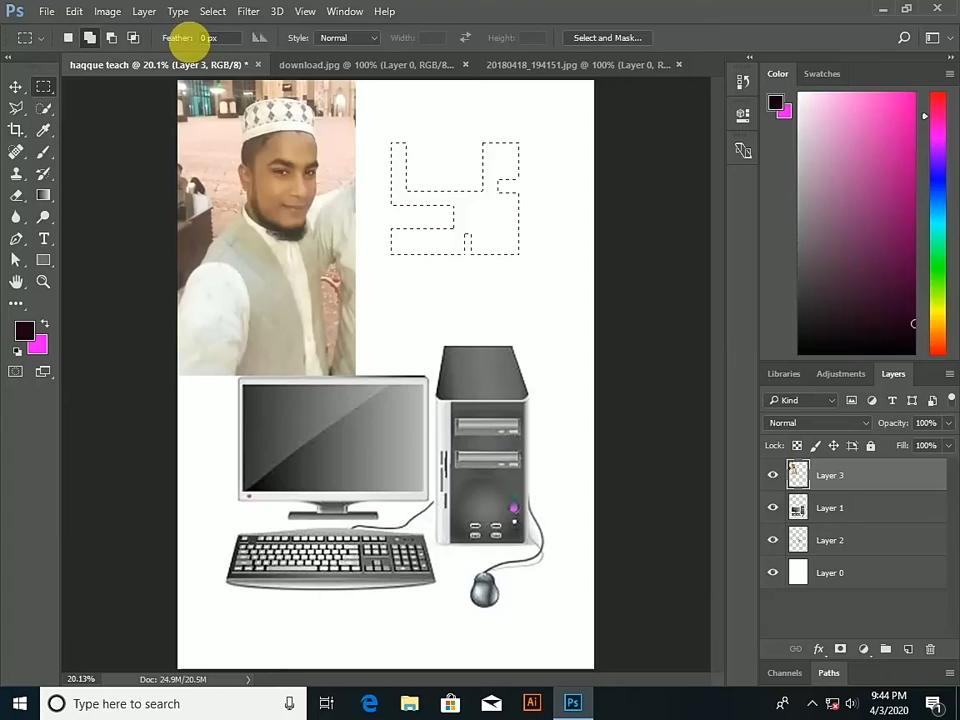 Ps File Edit Image Layer Type Select Filter 3D View Window Help
Feather: 0 px Style: Normal Width: Height: Select and Mask...
haqque teach @ 20.1% (Layer 3, RGB/8) * × download.jpg @ 100% (Layer 0, RGB/8... × 20180418_194151.jpg @ 100% (Layer 0, R... ×
Color Swatches
Libraries Adjustments Layers
Kind
Normal Opacity: 100%
Lock: Fill: 100%
Layer 3
Layer 1
Layer 2
Layer 0
Channels Paths
20.13% Doc: 24.9M/20.5M
Type here to search
Ai Ps
9:44 PM
4/3/2020